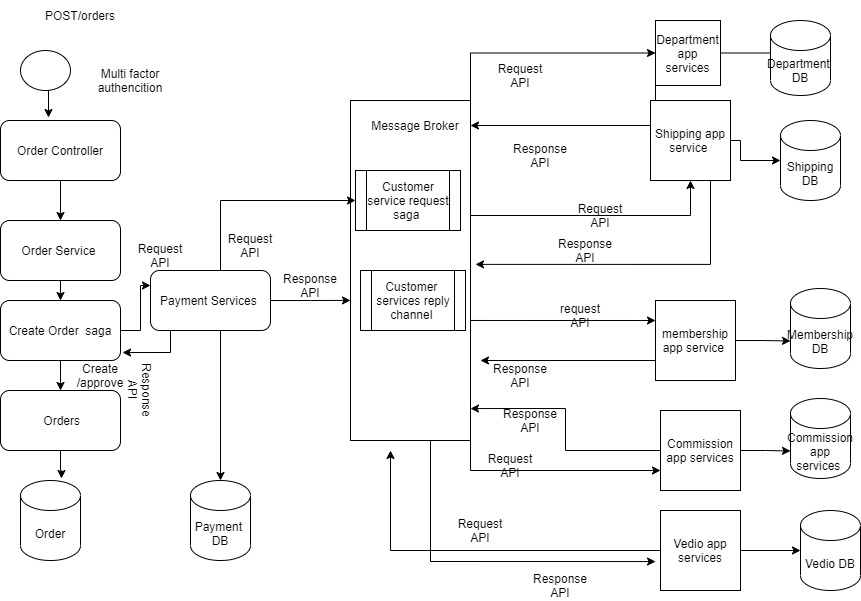 POST/orders
Multi factor
authencition
Order Controller
Order Service
Create Order  saga
Create
/approve
Orders
Order
Request
API
Response
API
Payment Services
Payment
DB
Request
API
Response
API
Message Broker
Customer
service request
saga
Customer
services reply
channel
Request
API
Response
API
Request
API
Response
API
request
API
Response
API
Response
API
Request
API
Request
API
Response
API
Department
app
services
Department
DB
Shipping app
service
Shipping
DB
membership
app service
Membership
DB
Commission
app services
Commission
app
services
Vedio app
services
Vedio DB